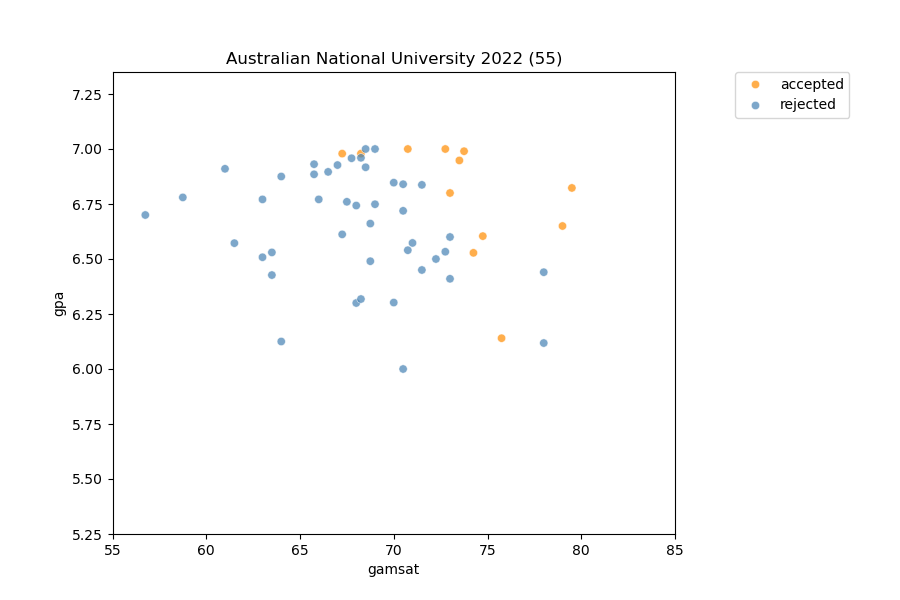 Australian National University 2022 (55)
accepted
rejected
7.25
7.00
6.75
6.50
6.25
6.00
5.75
5.50
5.25
gpa
55 60 65 70 75 80 85
gamsat